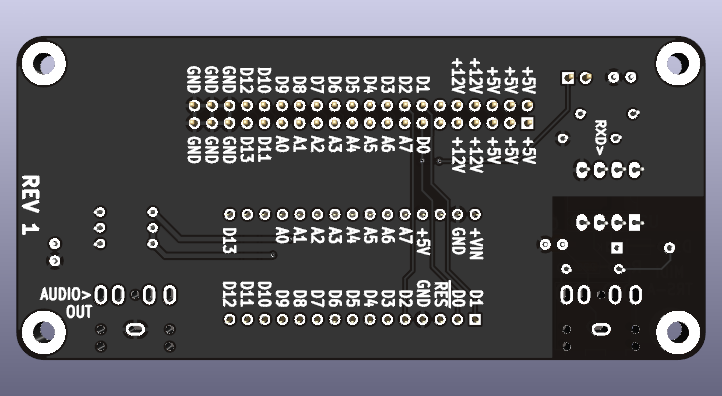 GND GND GND D12 D10 D9 D8 D7 D6 D5 D4 D3 D2 D1 +12V +12V +5V +5V +5V
GND GND GND D13 D11 A0 A1 A2 A3 A4 A5 A6 A7 D0 +12V +12V +5V +5V +5V
RXD>
REV 1
D13 A0 A1 A2 A3 A4 A5 A6 A7 +5V GND +VIN
AUDIO>
OUT
D12 D11 D10 D9 D8 D7 D6 D5 D4 D3 D2 GND RES D0 D1